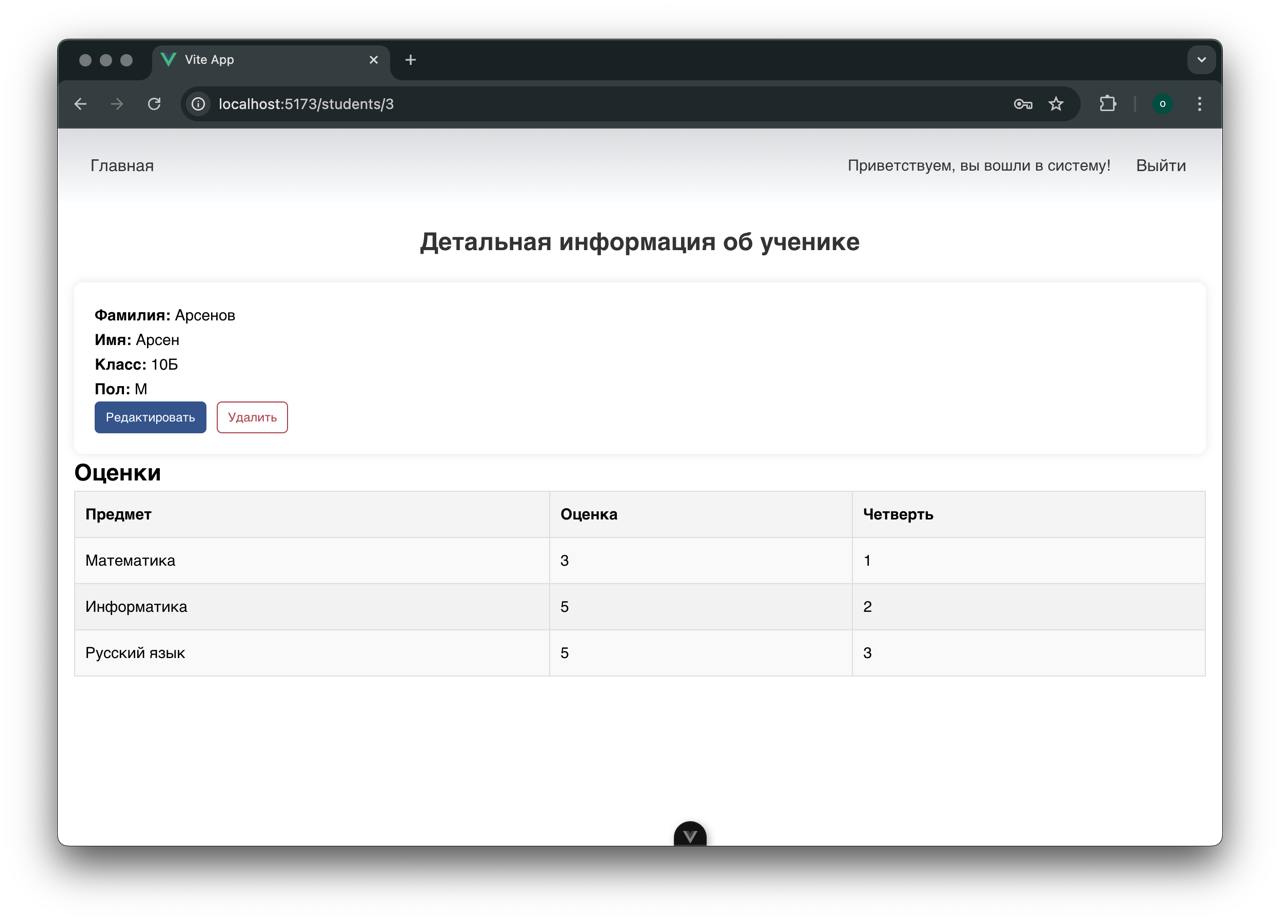 Vite App
localhost:5173/students/3
o
Главная
Приветствуем, вы вошли в систему! Выйти
Детальная информация об ученике
Фамилия: Арсенов
Имя: Арсен
Класс: 10Б
Пол: М
Редактировать Удалить
Оценки
Предмет Оценка Четверть
Математика 3 1
Информатика 5 2
Русский язык 5 3